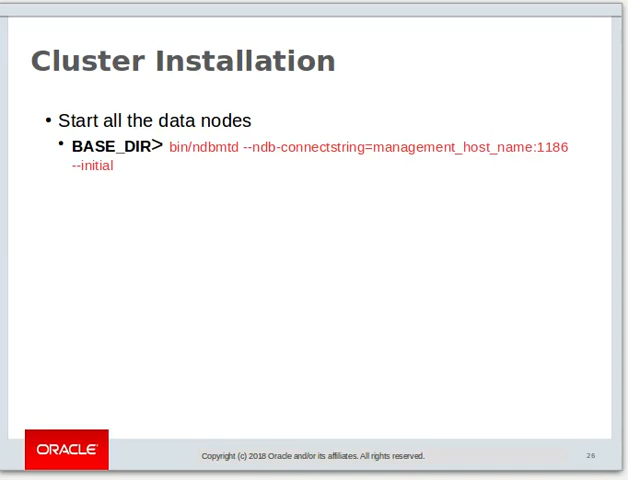 Cluster Installation
• Start all the data nodes
• BASE_DIR> bin/ndbmtd --ndb-connectstring=management_host_name:1186
--initial
ORACLE
Copyright (c) 2018 Oracle and/or its affiliates. All rights reserved.
26